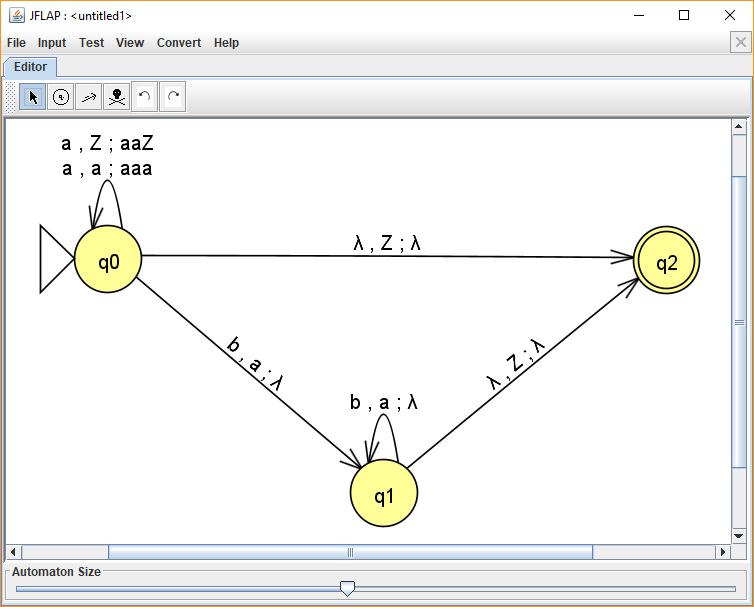 JFLAP : <untitled1>
File Input Test View Convert Help
Editor
a , Z ; aaZ
a , a ; aaa
λ , Z ; λ
q0
q2
b , a ; λ
λ , Z ; λ
b , a ; λ
q1
Automaton Size